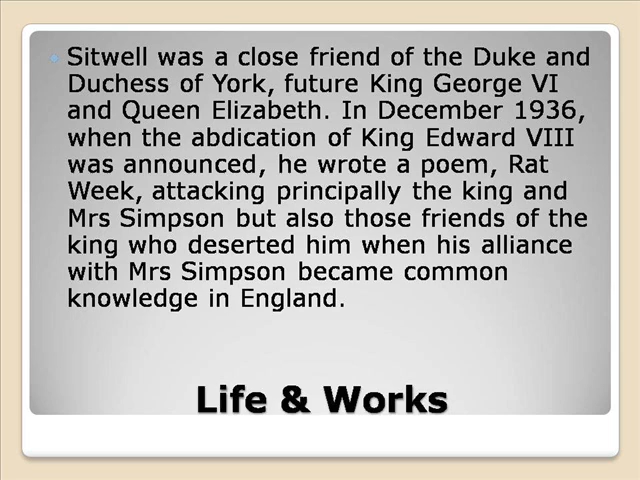 Sitwell was a close friend of the Duke and
Duchess of York, future King George VI
and Queen Elizabeth. In December 1936,
when the abdication of King Edward VIII
was announced, he wrote a poem, Rat
Week, attacking principally the king and
Mrs Simpson but also those friends of the
king who deserted him when his alliance
with Mrs Simpson became common
knowledge in England.
Life & Works